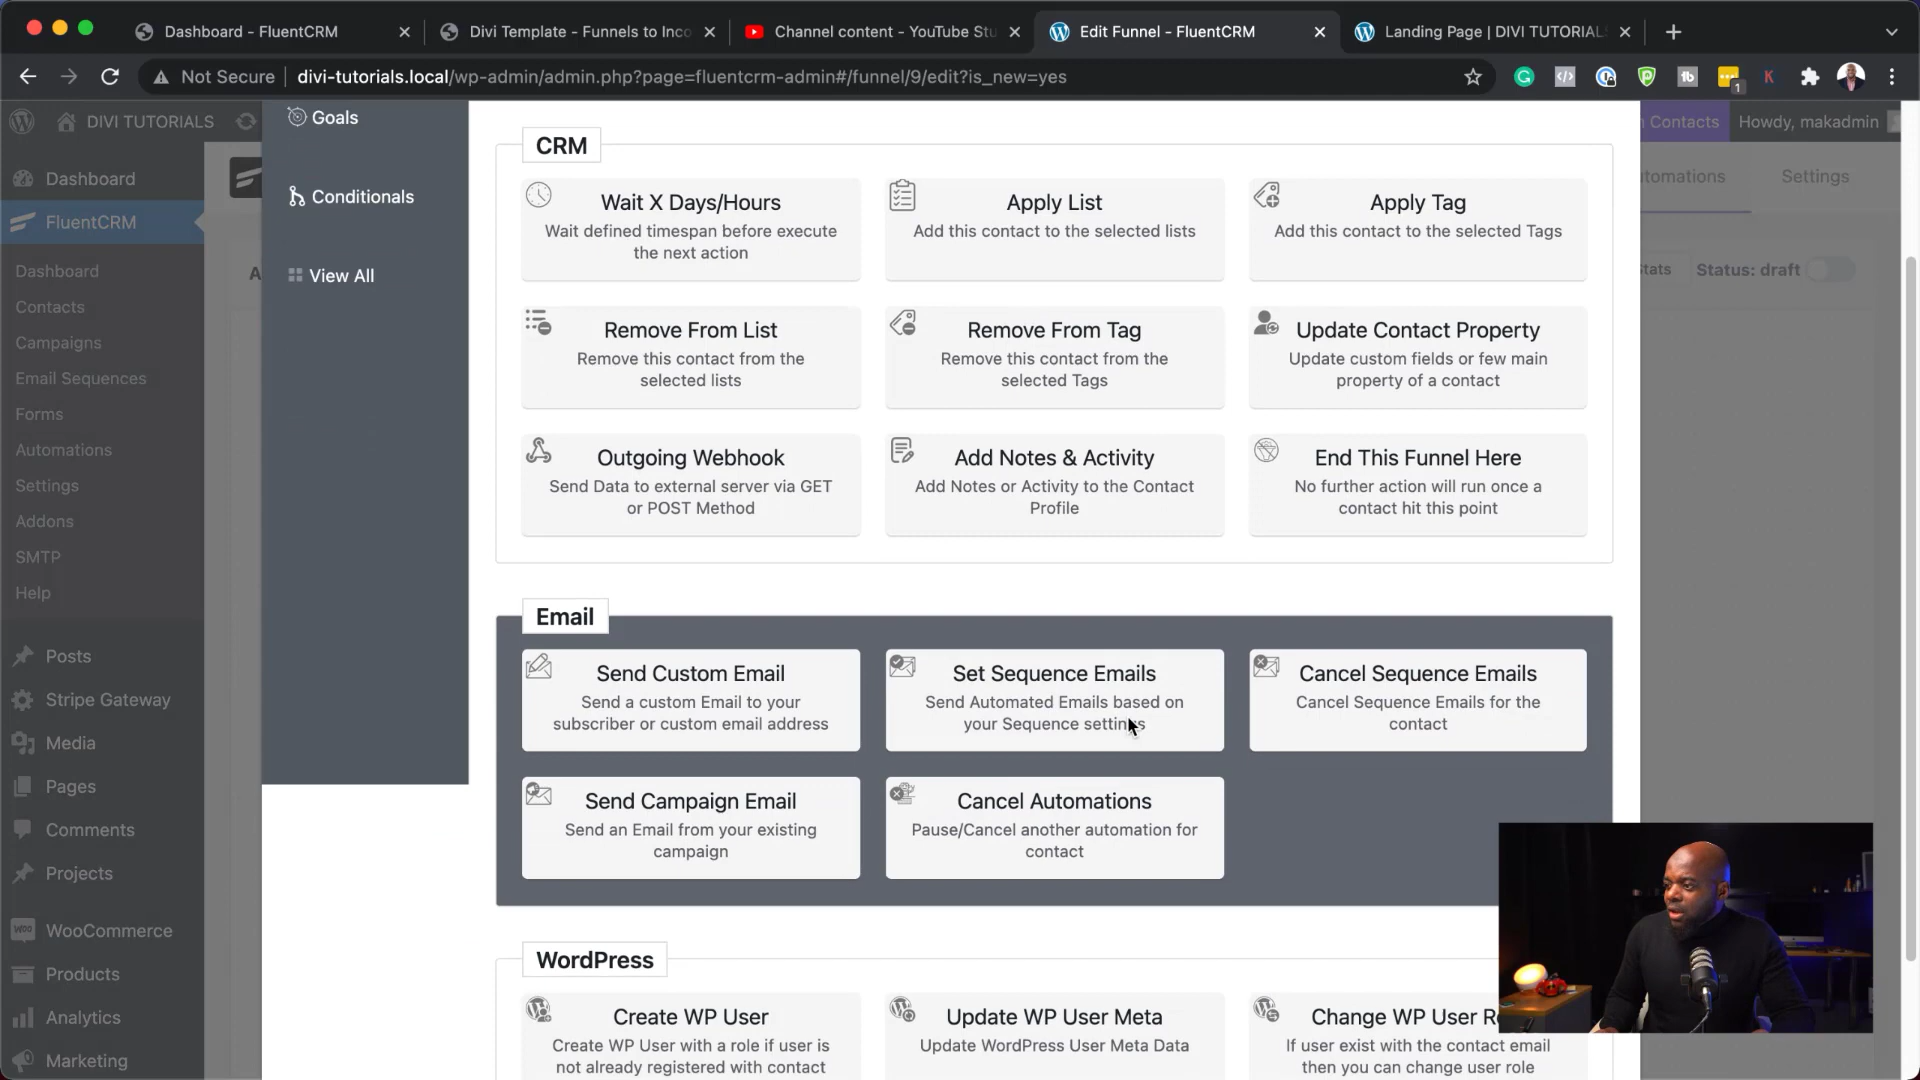 Dashboard - FluentCRM
Divi Template - Funnels to Inco
Channel content - YouTube Stu
Edit Funnel - FluentCRM
Landing Page | DIVI TUTORIAL
Not Secure
divi-tutorials.local/wp-admin/admin.php?page=fluentcrm-admin#/funnel/9/edit?is_new=yes
DIVI TUTORIALS
Contacts
Howdy, makadmin
Dashboard
FluentCRM
Dashboard
Contacts
Campaigns
Email Sequences
Forms
Automations
Settings
Addons
SMTP
Help
Posts
Stripe Gateway
Media
Pages
Comments
Projects
WooCommerce
Products
Analytics
Marketing
Goals
Conditionals
View All
tomations
Settings
Stats
Status: draft
CRM
Wait X Days/Hours
Wait defined timespan before execute
the next action
Apply List
Add this contact to the selected lists
Apply Tag
Add this contact to the selected Tags
Remove From List
Remove this contact from the
selected lists
Remove From Tag
Remove this contact from the
selected Tags
Update Contact Property
Update custom fields or few main
property of a contact
Outgoing Webhook
Send Data to external server via GET
or POST Method
Add Notes & Activity
Add Notes or Activity to the Contact
Profile
End This Funnel Here
No further action will run once a
contact hit this point
Email
Send Custom Email
Send a custom Email to your
subscriber or custom email address
Set Sequence Emails
Send Automated Emails based on
your Sequence settings
Cancel Sequence Emails
Cancel Sequence Emails for the
contact
Send Campaign Email
Send an Email from your existing
campaign
Cancel Automations
Pause/Cancel another automation for
contact
WordPress
Create WP User
Create WP User with a role if user is
not already registered with contact
Update WP User Meta
Update WordPress User Meta Data
Change WP User R
If user exist with the contact email
then you can change user role